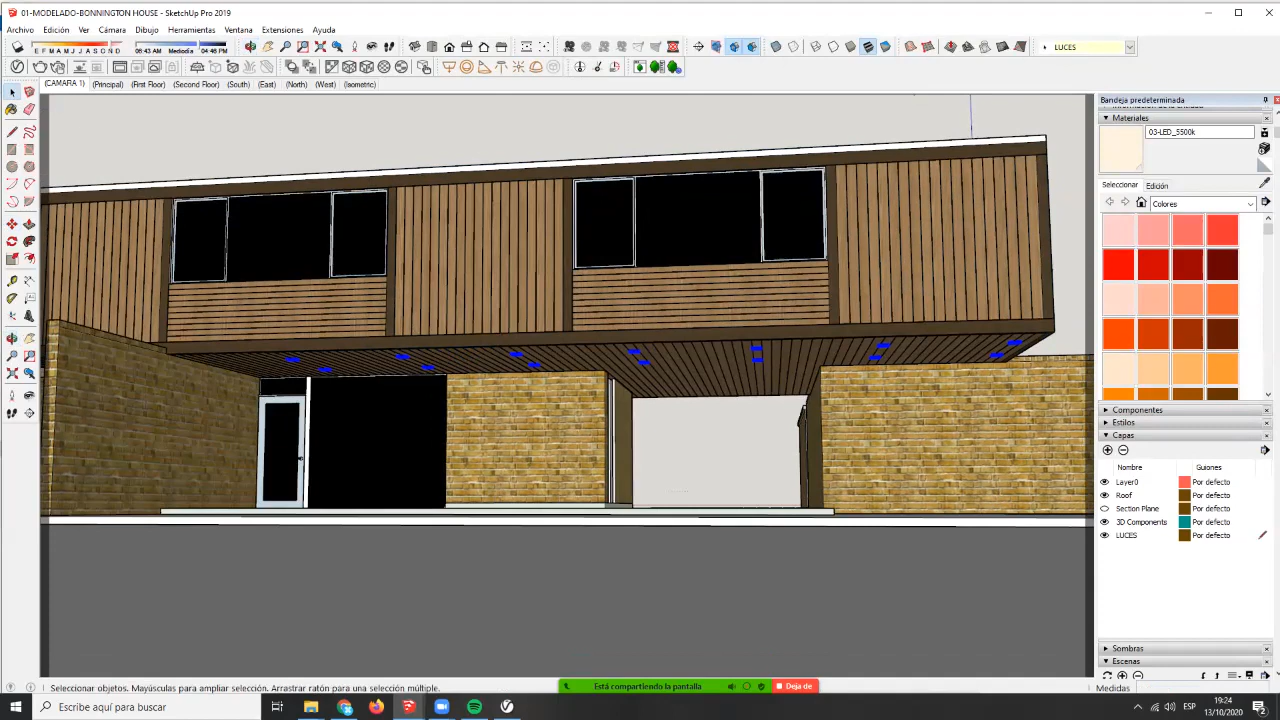 01-MODELADO-BONNINGTON HOUSE - SketchUp Pro 2019
Archivo Edición Ver Cámara Dibujo Herramientas Ventana Extensiones Ayuda
E F M A M J J A S O N D 06:43 AM Mediodía 04:46 PM LUCES
(CAMARA 1) (Principal) (First Floor) (Second Floor) (South) (East) (North) (West) (Isometric)
Bandeja predeterminada
Materiales
03-LED_5500k
Seleccionar Edición
Colores
Componentes
Estilos
Capas
Nombre Guiones
Layer0 Por defecto
Roof Por defecto
Section Plane Por defecto
3D Components Por defecto
LUCES Por defecto
Sombras
Escenas
Seleccionar objetos. Mayúsculas para ampliar selección. Arrastrar ratón para una selección múltiple.
Está compartiendo la pantalla Deja de
Medidas
Escribe aquí para buscar
ESP
19:24
13/10/2020
2